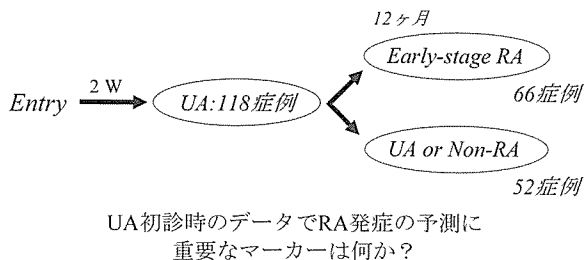 12ヶ月
Early-stage RA
66症例
Entry
2 W
UA:118症例
UA or Non-RA
52症例
UA初診時のデータでRA発症の予測に
重要なマーカーは何か？